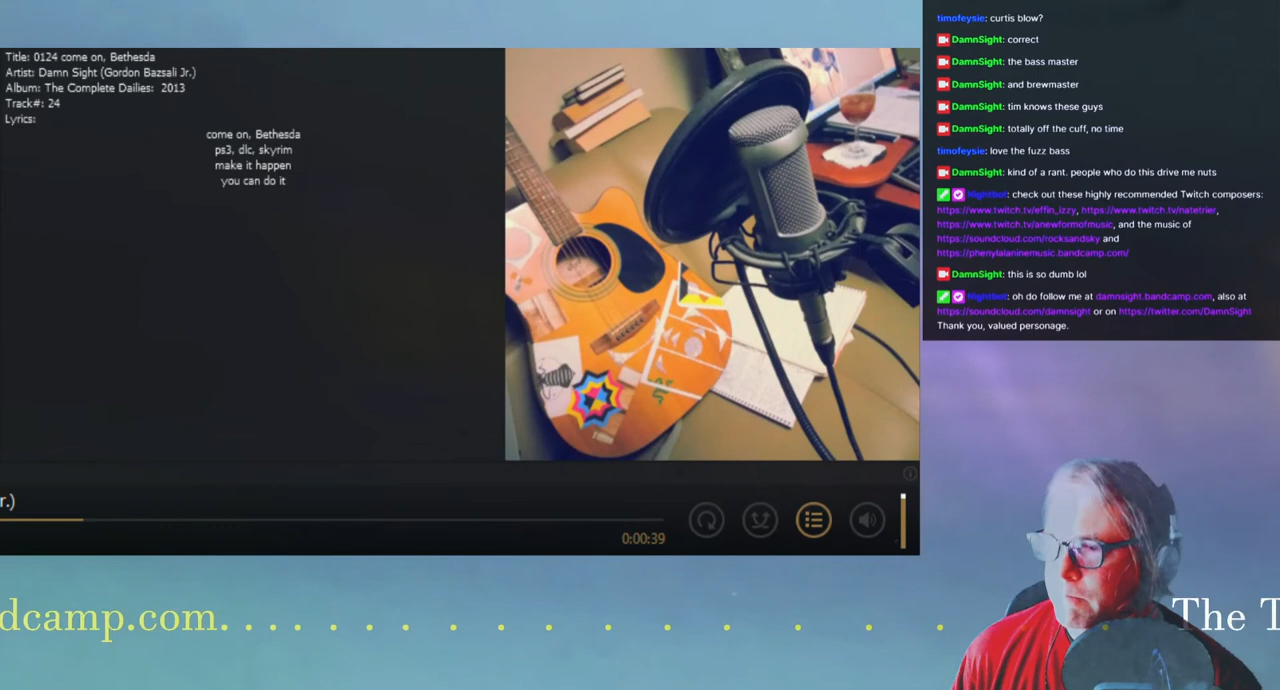 Title: 0124 come on, Bethesda
Artist: Damn Sight (Gordon Bazsali Jr.)
Album: The Complete Dailies: 2013
Track#: 24
Lyrics:
come on, Bethesda
ps3, dlc, skyrim
make it happen
you can do it
r.)
0:00:39
dcamp.com. . . . . . . . . . . . . . . .
The T
timofeysie: curtis blow?
DamnSight: correct
DamnSight: the bass master
DamnSight: and brewmaster
DamnSight: tim knows these guys
DamnSight: totally off the cuff, no time
timofeysie: love the fuzz bass
DamnSight: kind of a rant. people who do this drive me nuts
Nightbot: check out these highly recommended Twitch composers:
https://www.twitch.tv/effin_izzy, https://www.twitch.tv/natetrier,
https://www.twitch.tv/anewformofmusic, and the music of
https://soundcloud.com/rocksandsky and
https://phenylalaninemusic.bandcamp.com/
DamnSight: this is so dumb lol
Nightbot: oh do follow me at damnsight.bandcamp.com, also at
https://soundcloud.com/damnsight or on https://twitter.com/DamnSight
Thank you, valued personage.